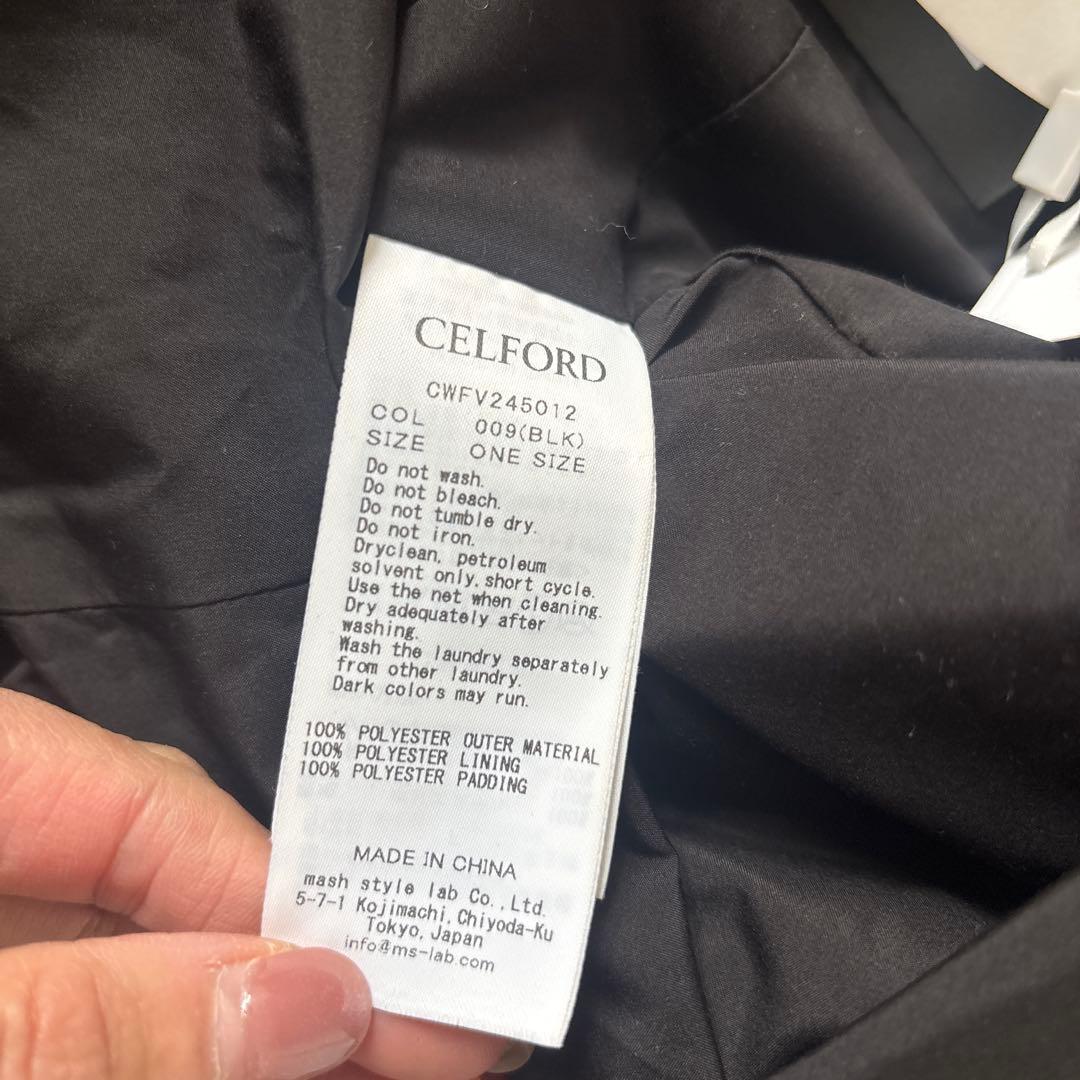 CELFORD
CWFV245012
COL 009(BLK)
SIZE ONE SIZE
Do not wash.
Do not bleach.
Do not tumble dry.
Do not iron.
Dryclean, petroleum
solvent only, short cycle.
Use the net when cleaning.
Dry adequately after
washing.
Wash the laundry separately
from other laundry.
Dark colors may run.
100% POLYESTER OUTER MATERIAL
100% POLYESTER LINING
100% POLYESTER PADDING
MADE IN CHINA
mash style lab Co.,Ltd.
5-7-1 Kojimachi,Chiyoda-Ku
Tokyo,Japan
info@ms-lab.com